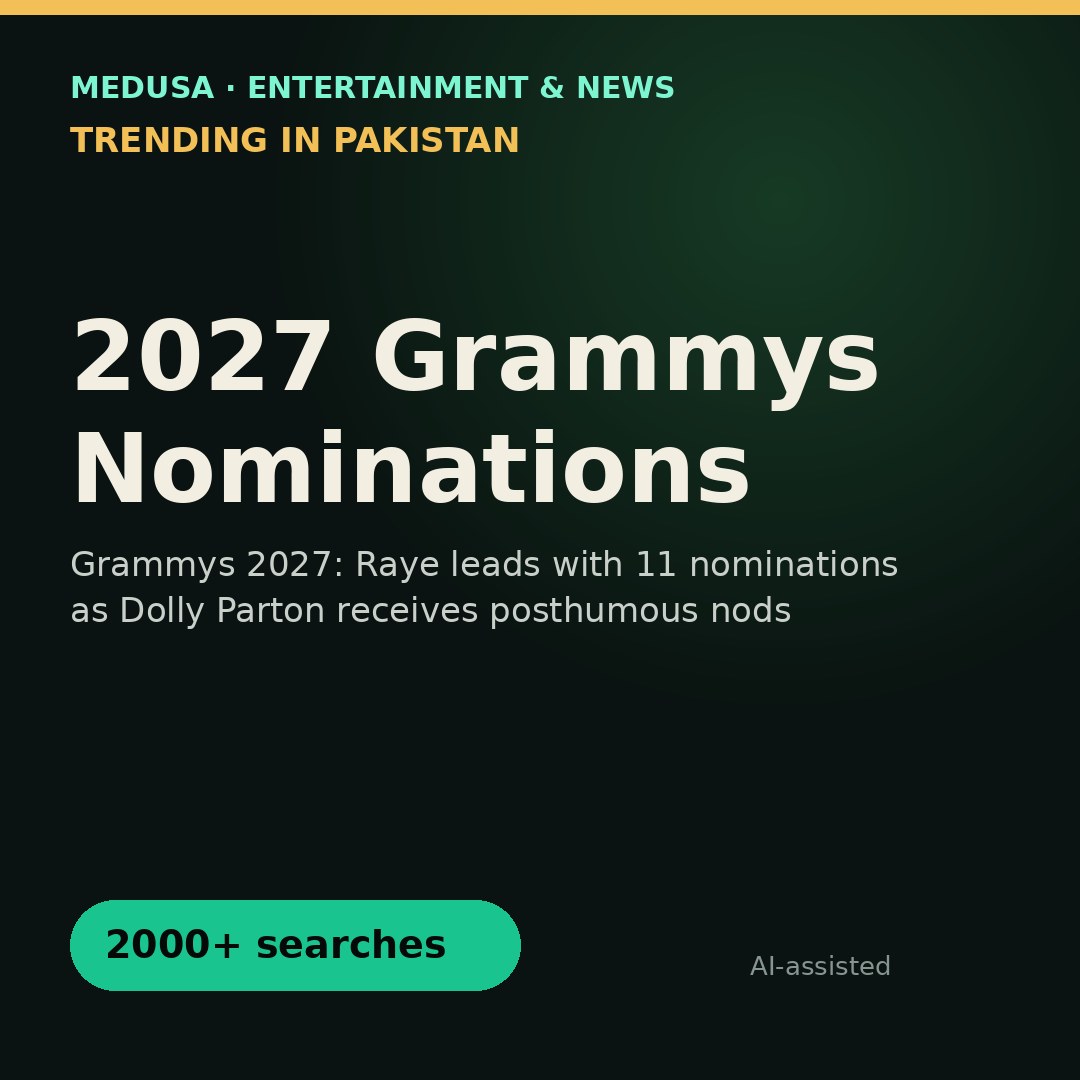 MEDUSA · ENTERTAINMENT & NEWS
TRENDING IN PAKISTAN
2027 Grammys
Nominations
Grammys 2027: Raye leads with 11 nominations
as Dolly Parton receives posthumous nods
2000+ searches
AI-assisted